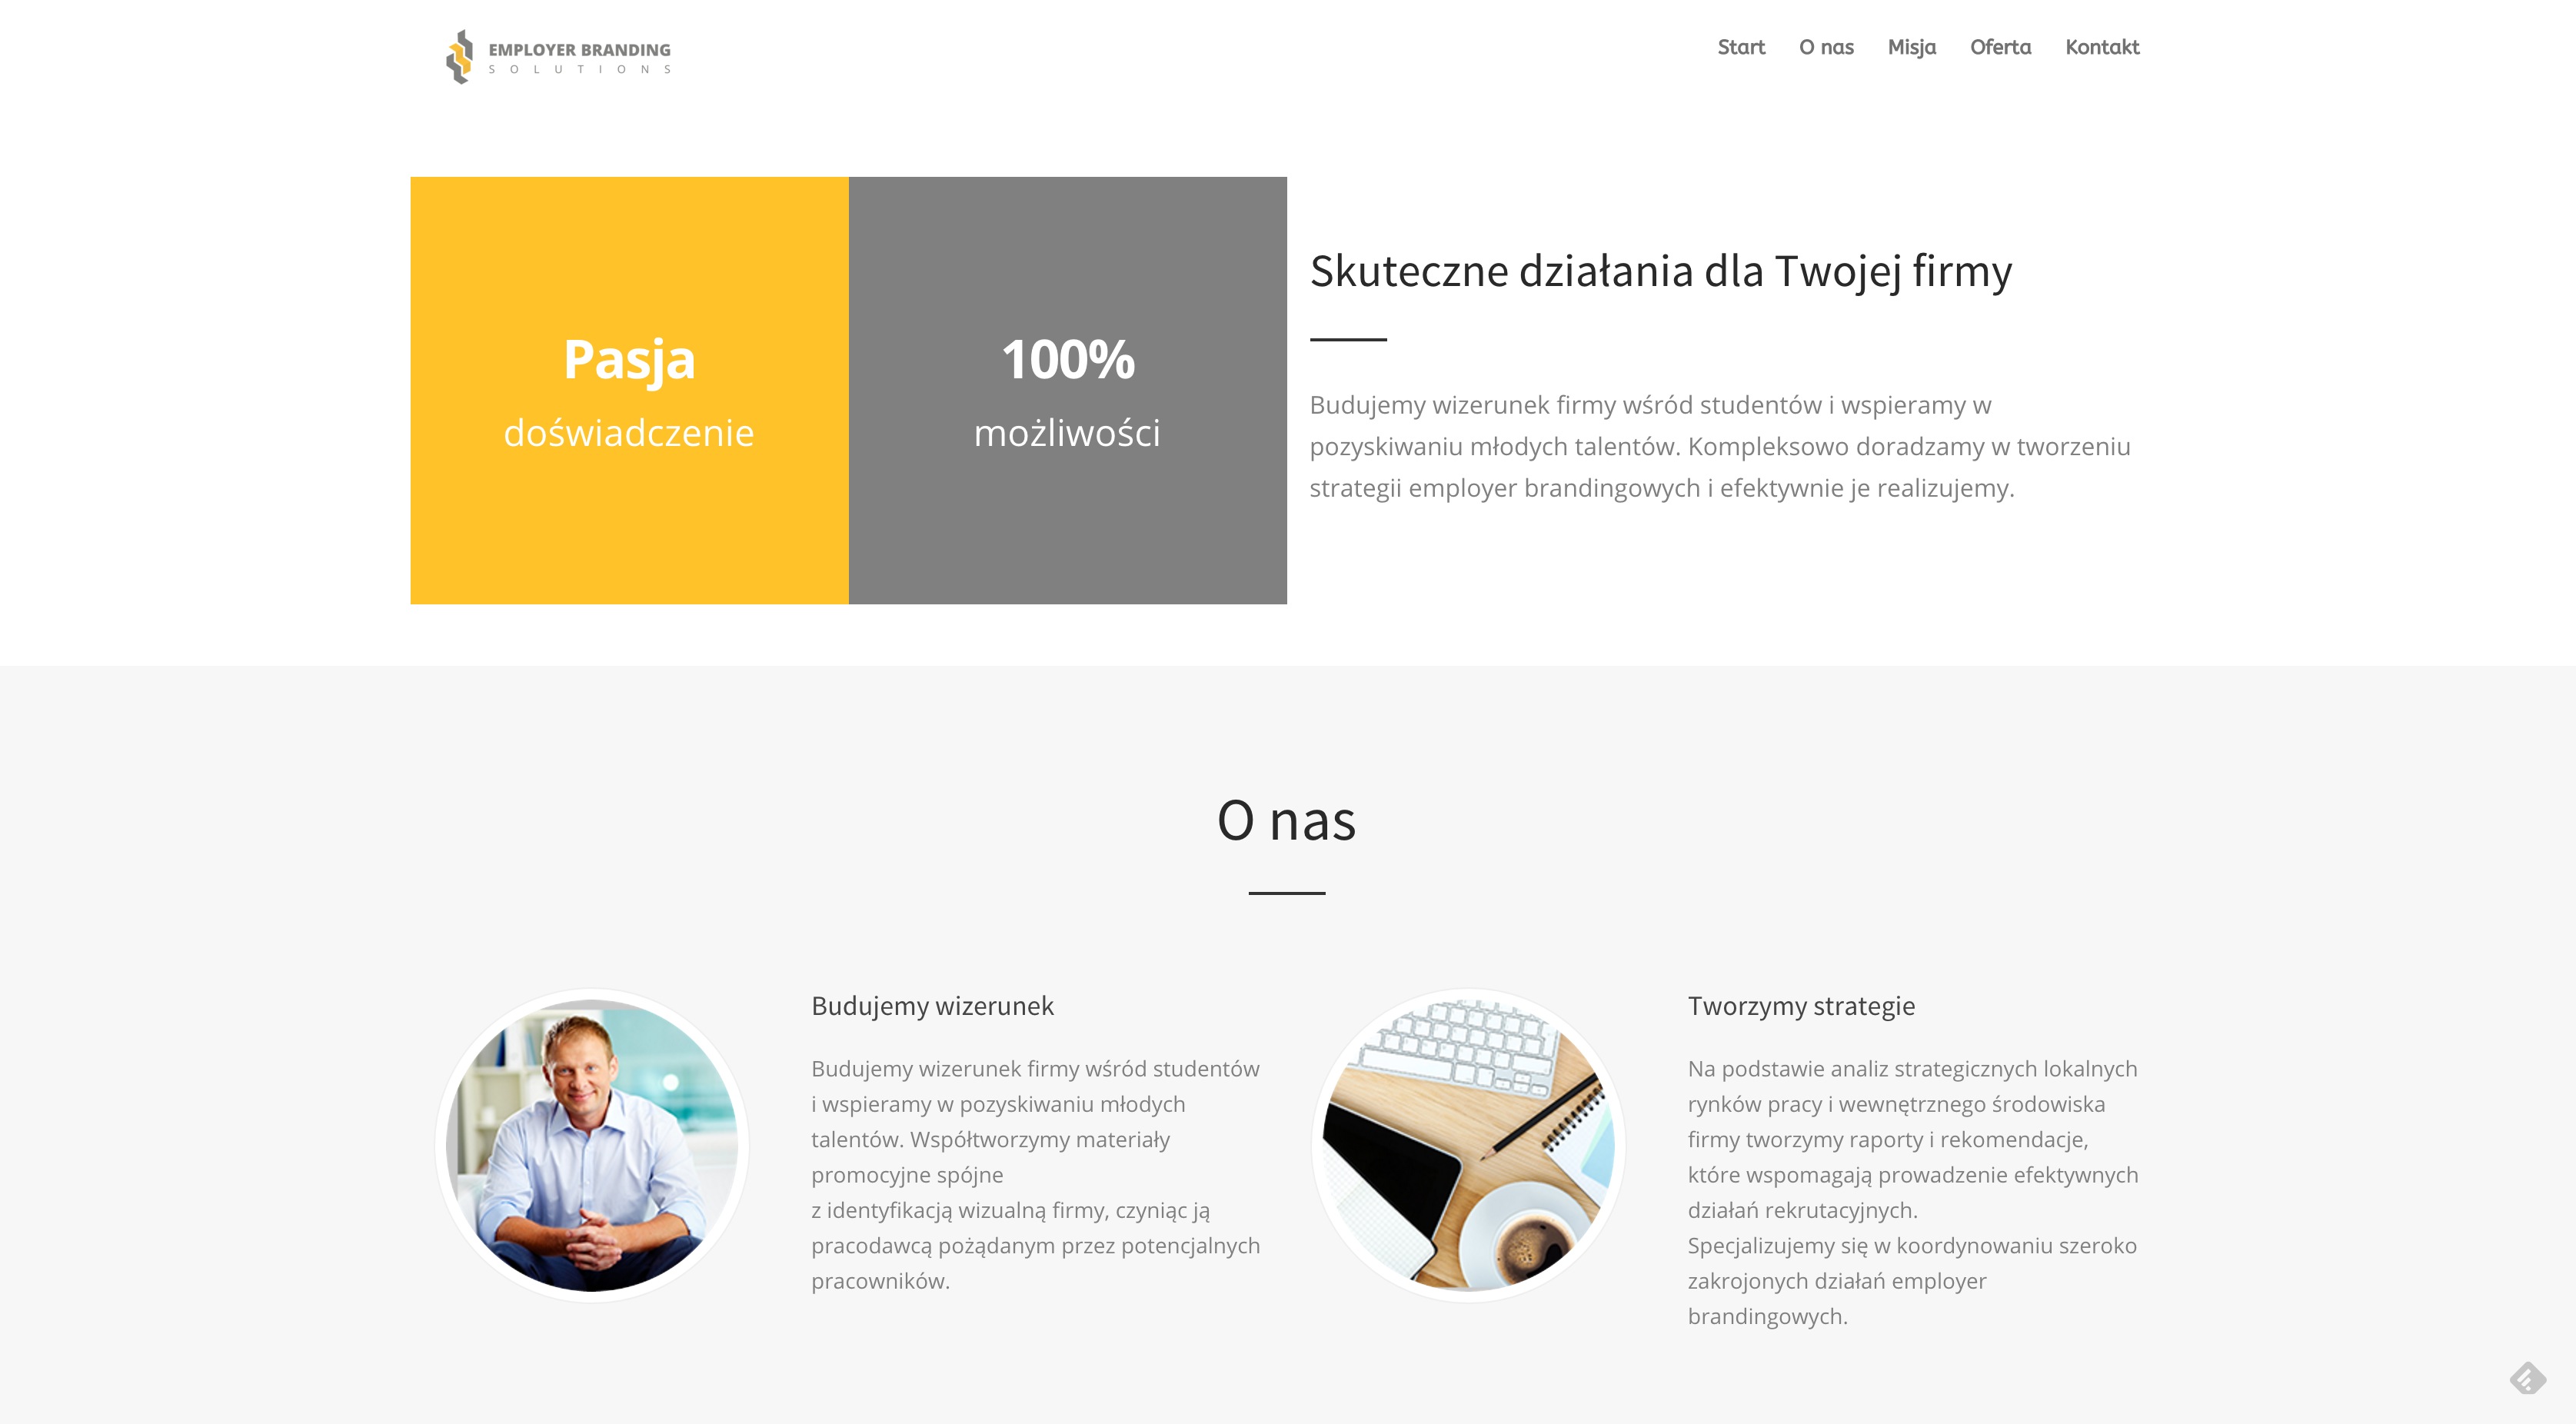 EMPLOYER BRANDING
SOLUTIONS
Start O nas Misja Oferta Kontakt
Pasja
doświadczenie
100%
możliwości
Skuteczne działania dla Twojej firmy
Budujemy wizerunek firmy wśród studentów i wspieramy w
pozyskiwaniu młodych talentów. Kompleksowo doradzamy w tworzeniu
strategii employer brandingowych i efektywnie je realizujemy.
O nas
Budujemy wizerunek
Budujemy wizerunek firmy wśród studentów
i wspieramy w pozyskiwaniu młodych
talentów. Współtworzymy materiały
promocyjne spójne
z identyfikacją wizualną firmy, czyniąc ją
pracodawcą pożądanym przez potencjalnych
pracowników.
Tworzymy strategie
Na podstawie analiz strategicznych lokalnych
rynków pracy i wewnętrznego środowiska
firmy tworzymy raporty i rekomendacje,
które wspomagają prowadzenie efektywnych
działań rekrutacyjnych.
Specjalizujemy się w koordynowaniu szeroko
zakrojonych działań employer
brandingowych.